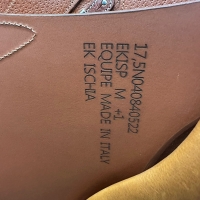 17,5N040840522
EKISP M +1
EQUIPE MADE IN ITALY
EK ISCHIA